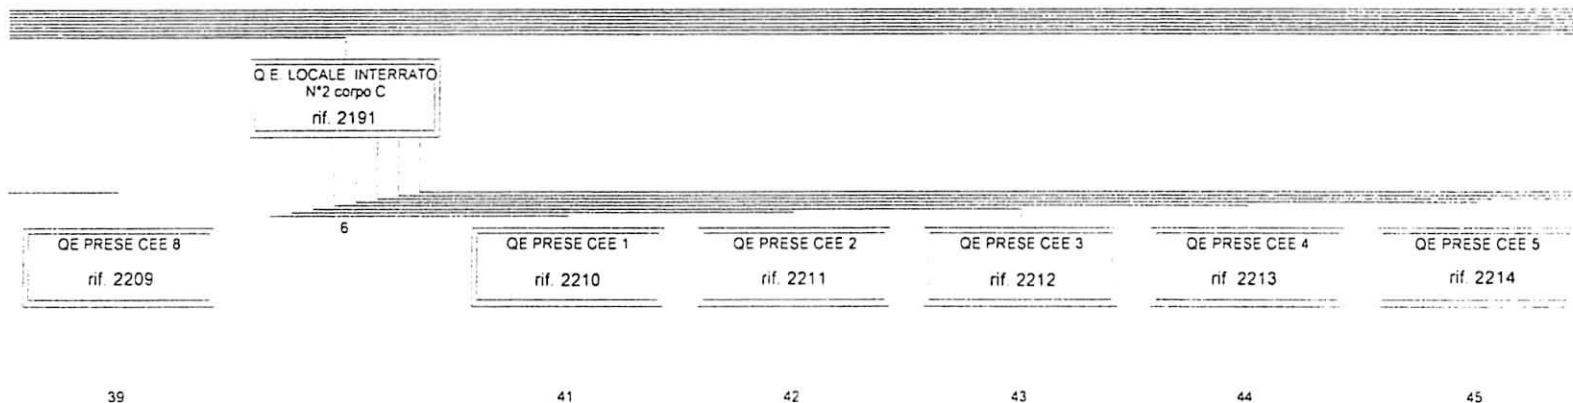 Q.E. LOCALE INTERRATO
N°2 corpo C
rif. 2191
6
QE PRESE CEE 8
rif. 2209
QE PRESE CEE 1
rif. 2210
QE PRESE CEE 2
rif. 2211
QE PRESE CEE 3
rif. 2212
QE PRESE CEE 4
rif. 2213
QE PRESE CEE 5
rif. 2214
39
41
42
43
44
45